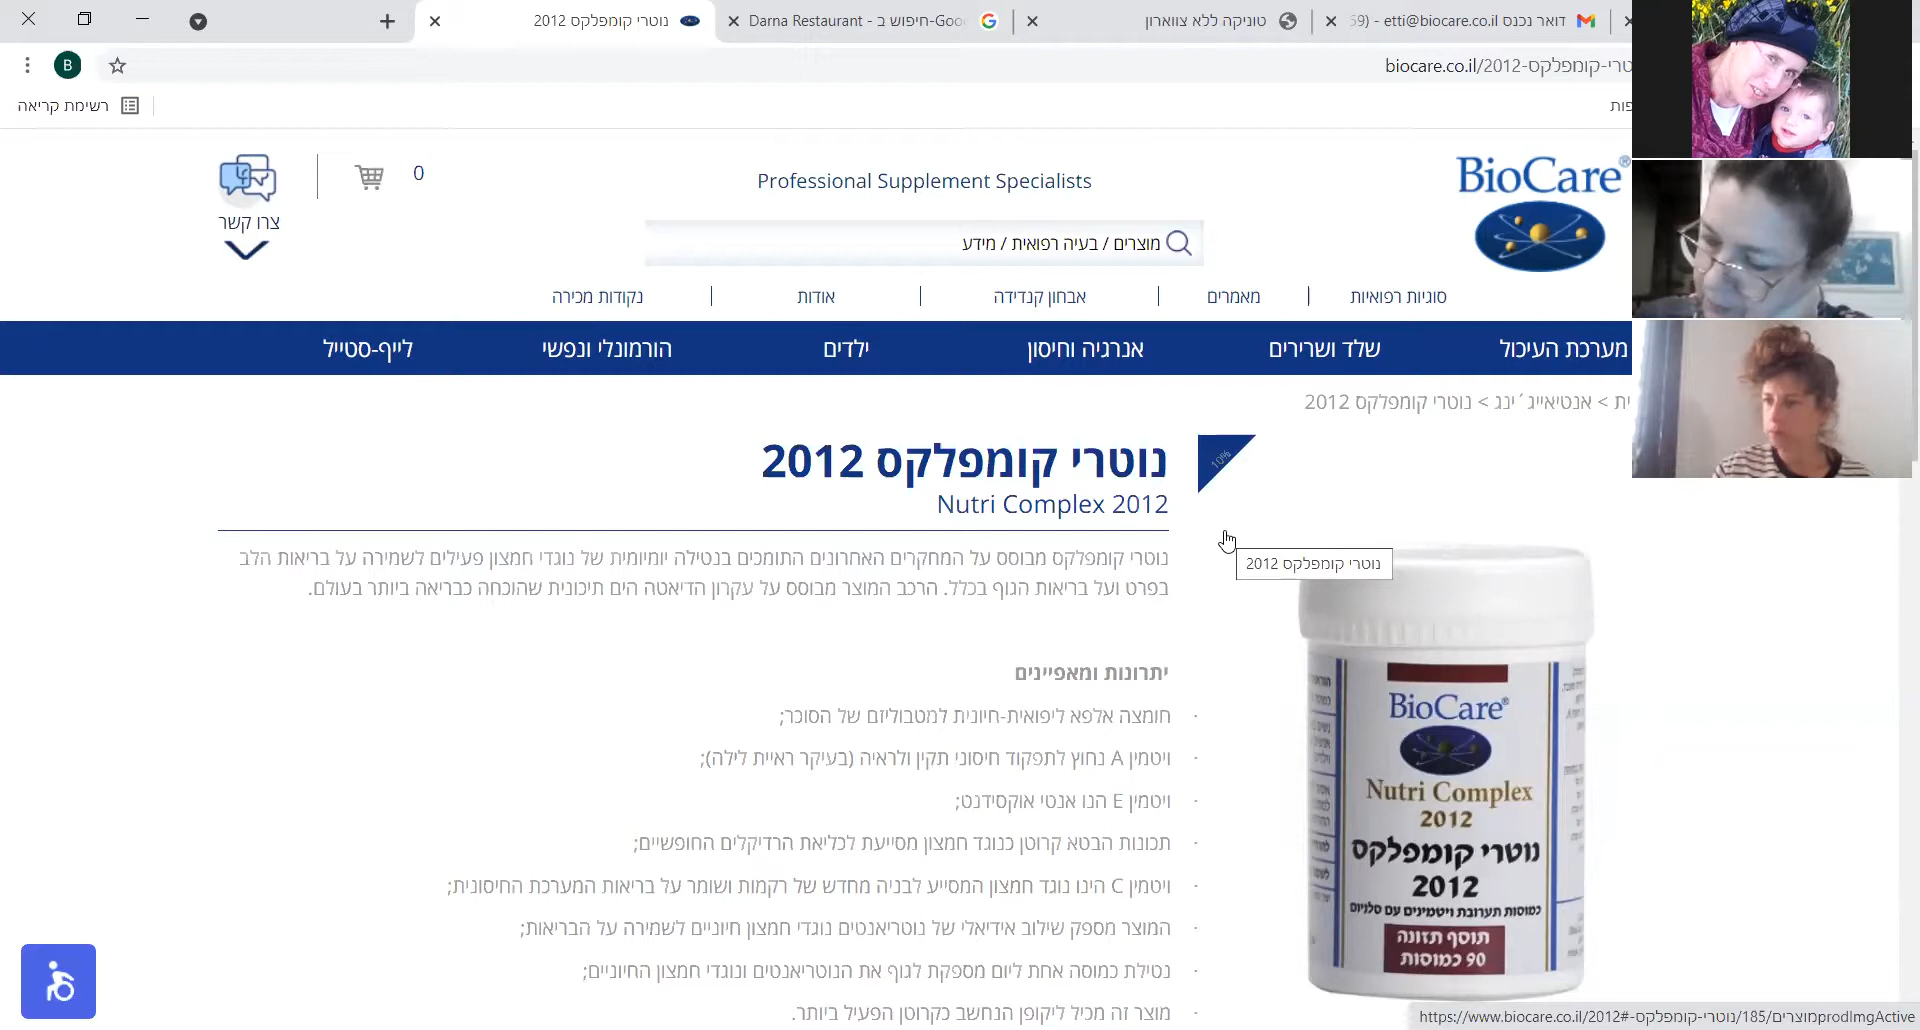 נוטרי קומפלקס 2012
Darna Restaurant - חיפוש ב-Goo
טוניקה ללא צווארון
דואר נכנס (59) - etti@biocare.co.il
B
biocare.co.il/2012-טרי-קומפלקס
רשימת קריאה
צרו קשר
0
Professional Supplement Specialists
BioCare®
מוצרים / בעיה רפואית / מידע
סוגיות רפואיות | מאמרים | אבחון קנדידה | אודות | נקודות מכירה
מערכת העיכול שלד ושרירים אנרגיה וחיסון ילדים הורמונלי ונפשי לייף-סטייל
ית > אנטיאייג´ינג > נוטרי קומפלקס 2012
10%
נוטרי קומפלקס 2012
Nutri Complex 2012
נוטרי קומפלקס מבוסס על המחקרים האחרונים התומכים בנטילה יומיומית של נוגדי חמצון פעילים לשמירה על בריאות הלב
בפרט ועל בריאות הגוף בכלל. הרכב המוצר מבוסס על עקרון הדיאטה הים תיכונית שהוכחה כבריאה ביותר בעולם.
נוטרי קומפלקס 2012
יתרונות ומאפיינים
· חומצה אלפא ליפואית-חיונית למטבוליזם של הסוכר;
· ויטמין A נחוץ לתפקוד חיסוני תקין ולראיה (בעיקר ראיית לילה);
· ויטמין E הנו אנטי אוקסידנט;
· תכונות הבטא קרוטן כנוגד חמצון מסייעת לכליאת הרדיקלים החופשיים;
· ויטמין C הינו נוגד חמצון המסייע לבניה מחדש של רקמות ושומר על בריאות המערכת החיסונית;
· המוצר מספק שילוב אידיאלי של נוטריאנטים נוגדי חמצון חיוניים לשמירה על הבריאות;
· נטילת כמוסה אחת ליום מספקת לגוף את הנוטריאנטים ונוגדי חמצון החיוניים;
· מוצר זה מכיל ליקופן הנחשב כקרוטן הפעיל ביותר.
BioCare®
Nutri Complex
2012
נוטרי קומפלקס
2012
כמוסות תערובת ויטמינים עם סלניום
תוסף תזונה
90 כמוסות
https://www.biocare.co.il/מוצרים/185/נוטרי-קומפלקס-2012#prodImgActive